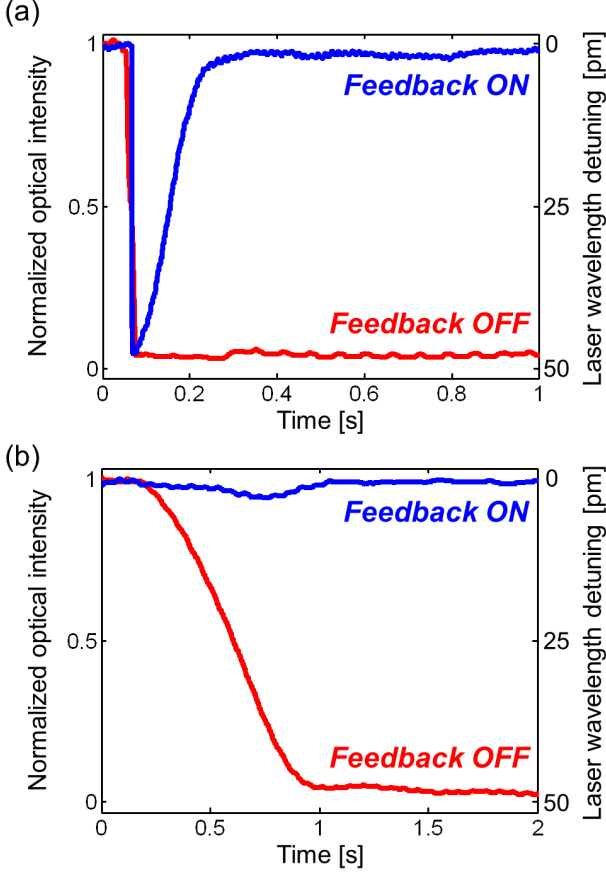 (a)
Normalized optical intensity
1
0.5
0
Feedback ON
Feedback OFF
0
25
50
Laser wavelength detuning [pm]
0 0.2 0.4 0.6 0.8 1
Time [s]
(b)
Normalized optical intensity
1
0.5
0
Feedback ON
Feedback OFF
0
25
50
Laser wavelength detuning [pm]
0 0.5 1 1.5 2
Time [s]